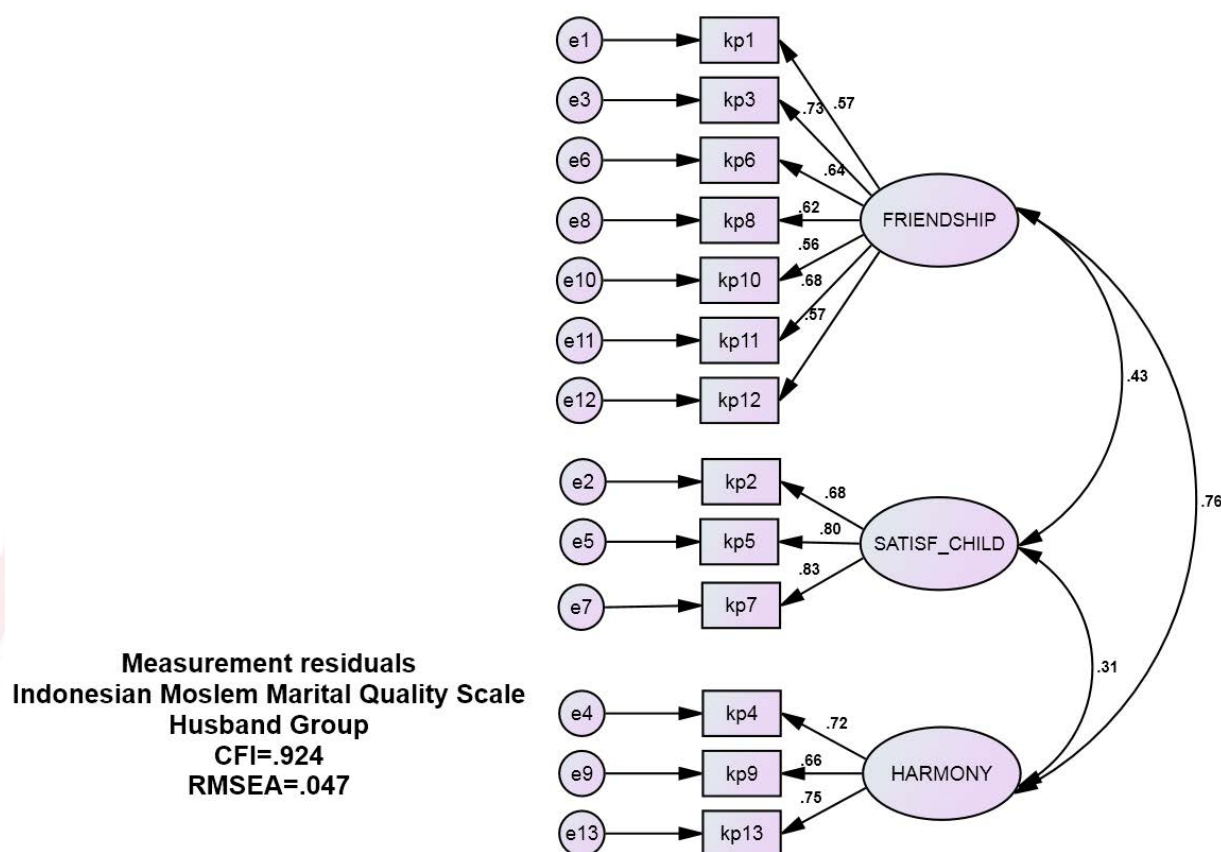 e1 kp1
e3 kp3 .73 .57
e6 kp6 .64
e8 kp8 .62 FRIENDSHIP
e10 kp10 .56
.68
e11 kp11 .57
e12 kp12
.43
e2 kp2 .68
.76
e5 kp5 .80 SATISF_CHILD
e7 kp7 .83
.31
Measurement residuals
Indonesian Moslem Marital Quality Scale
Husband Group
CFI=.924
RMSEA=.047
e4 kp4 .72
e9 kp9 .66 HARMONY
.75
e13 kp13